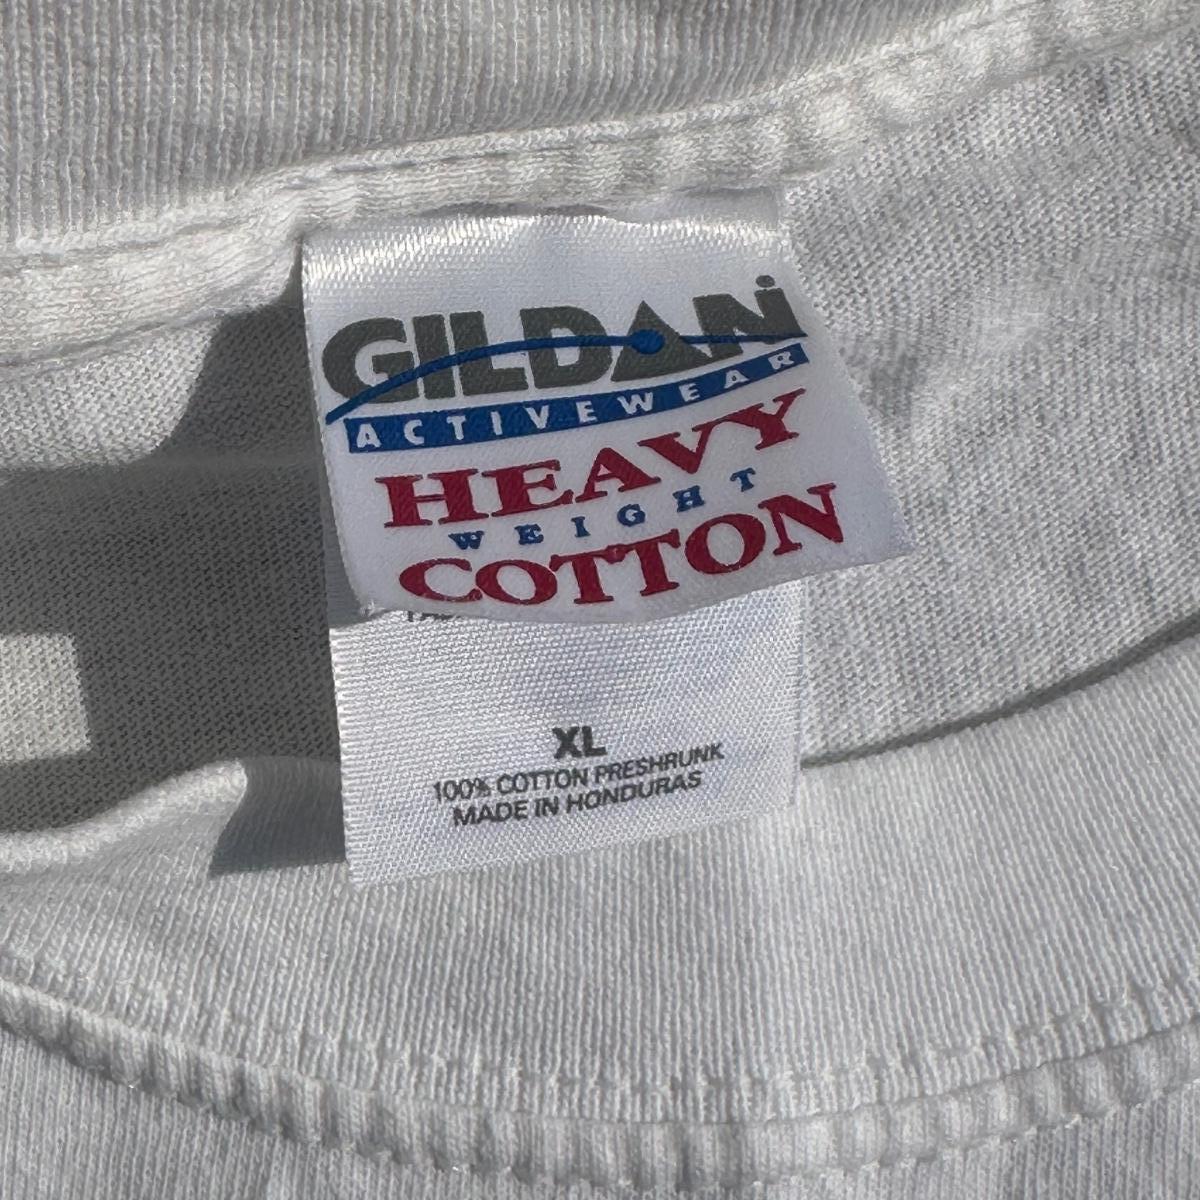 GILDAN
ACTIVEWEAR
HEAVY
WEIGHT
COTTON
XL
100% COTTON PRESHRUNK
MADE IN HONDURAS